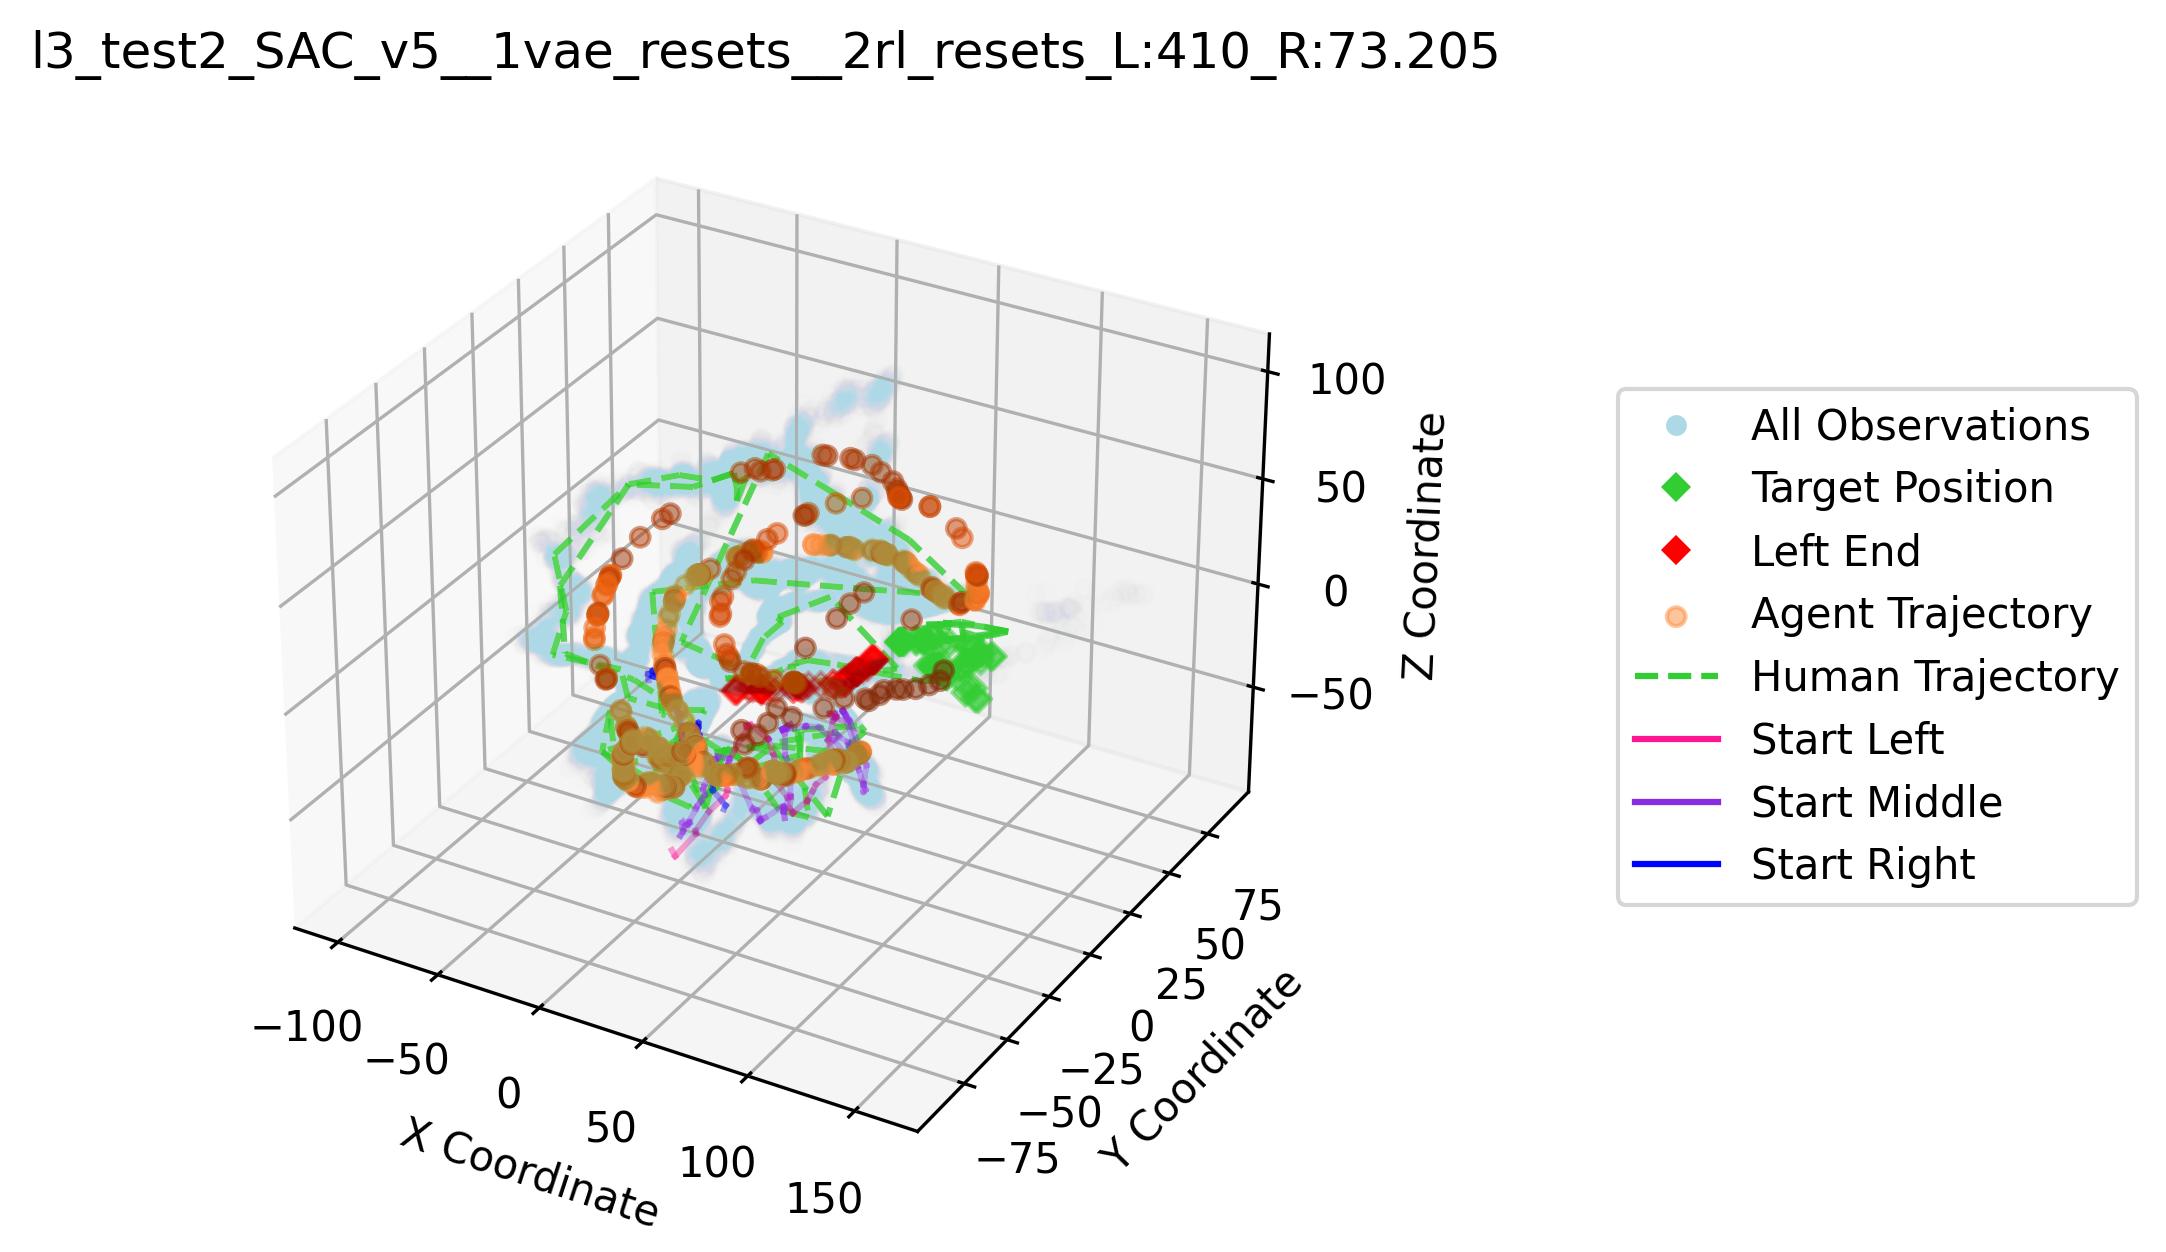 l3_test2_SAC_v5__1vae_resets__2rl_resets_L:410_R:73.205
100
50
0
−50
Z Coordinate
75
50
25
0
−25
−50
−75
Y Coordinate
−100
−50
0
50
100
150
X Coordinate
All Observations
Target Position
Left End
Agent Trajectory
Human Trajectory
Start Left
Start Middle
Start Right